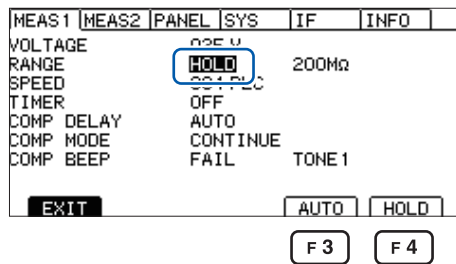 MEAS1 MEAS2 PANEL SYS IF INFO
VOLTAGE
RANGE HOLD 200MΩ
SPEED
TIMER OFF
COMP DELAY AUTO
COMP MODE CONTINUE
COMP BEEP FAIL TONE1
EXIT AUTO HOLD
F3 F4